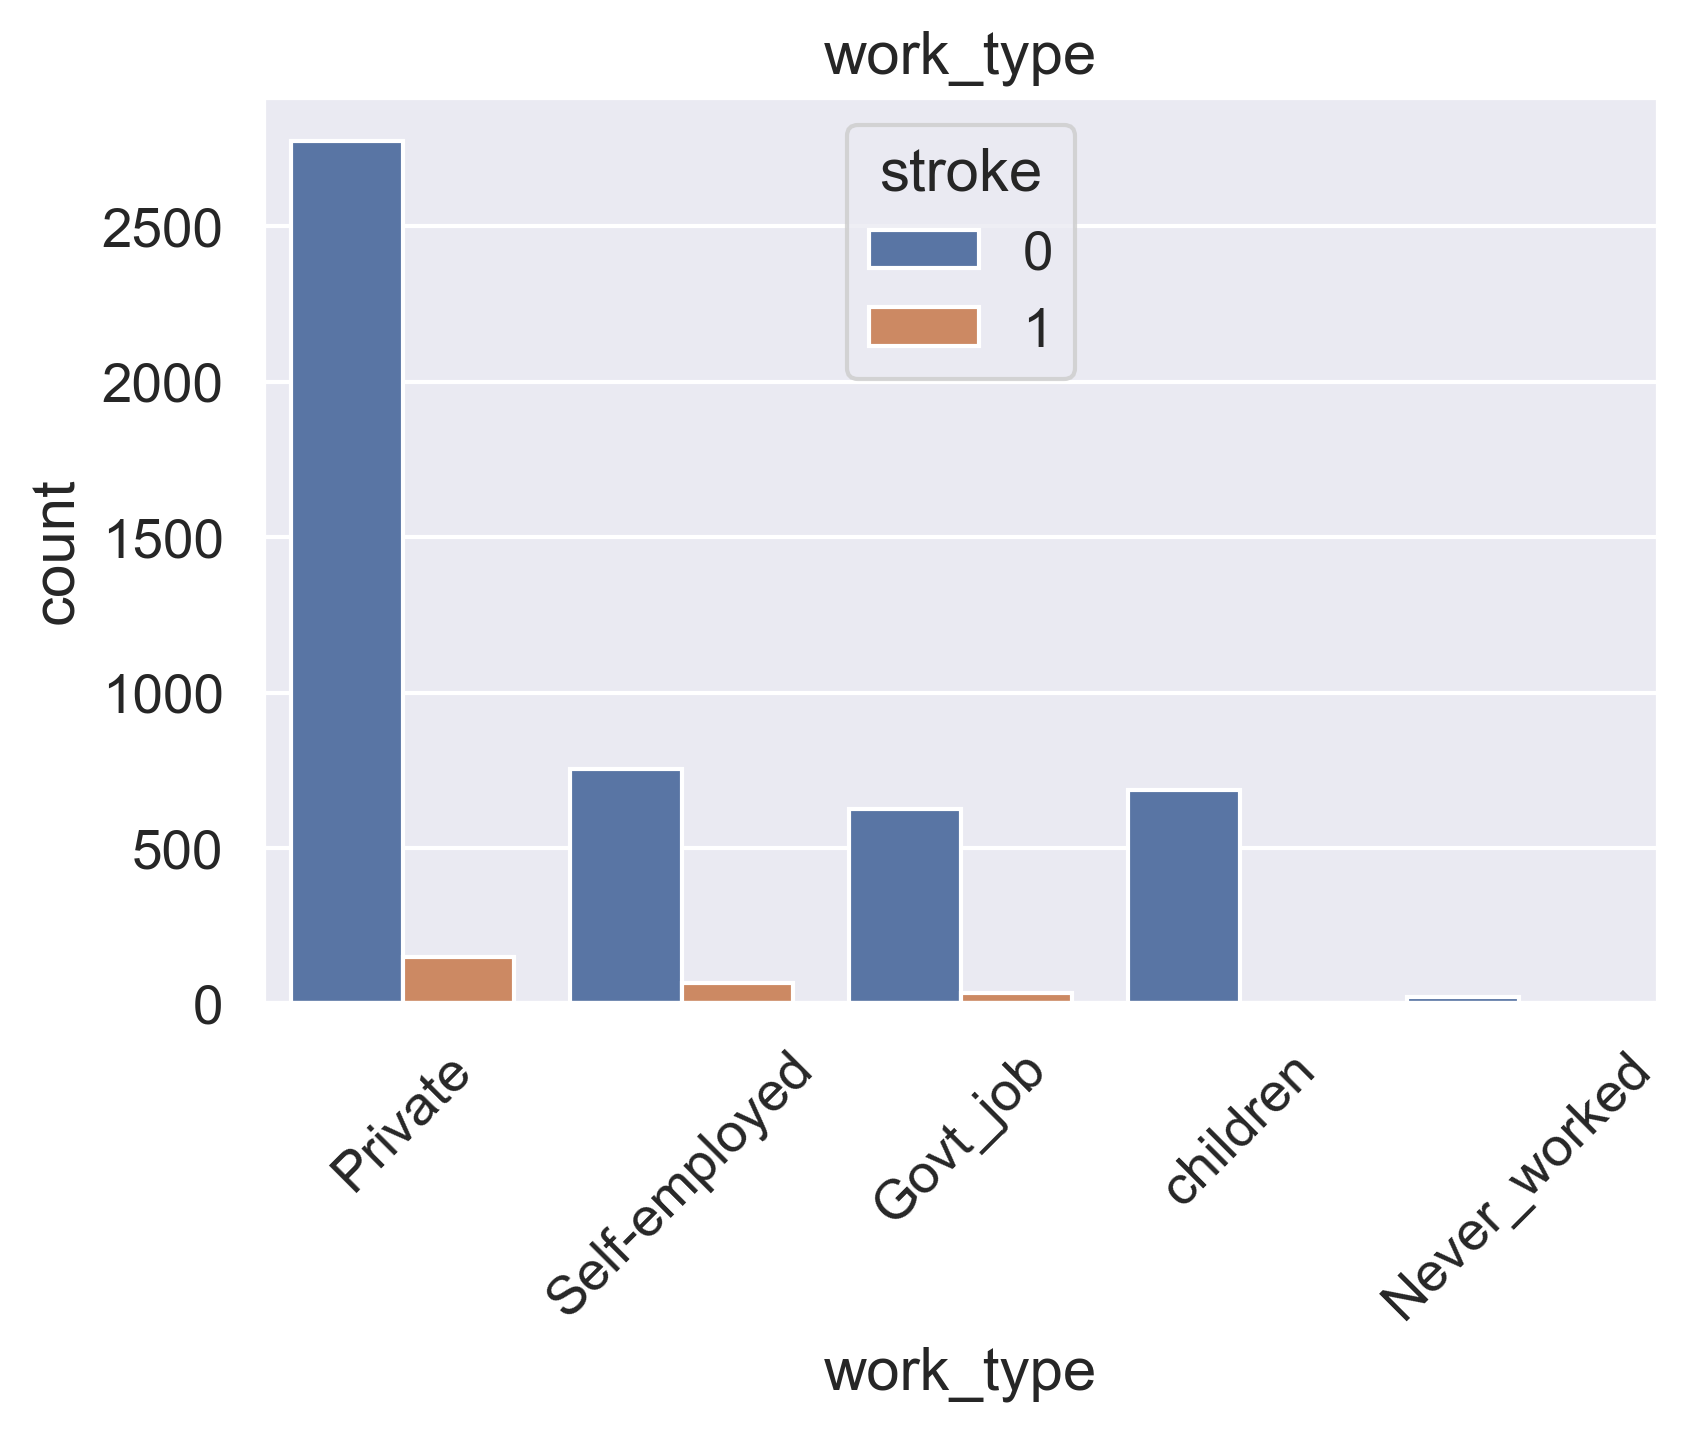 work_type
stroke
0
1
2500
2000
1500
1000
500
0
count
Private
Self-employed
Govt_job
children
Never_worked
work_type